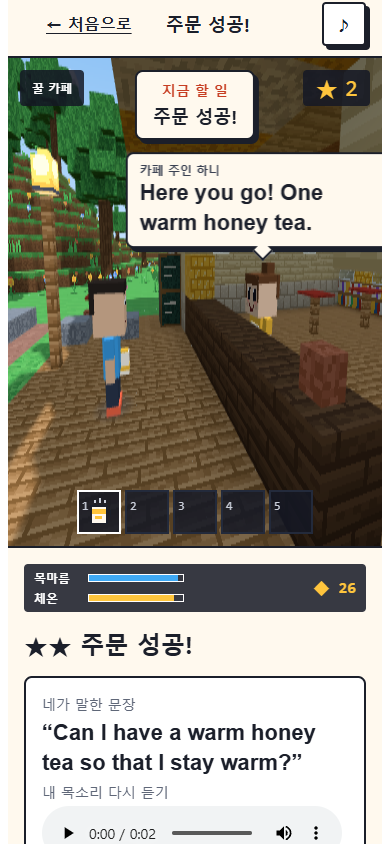 ← 처음으로
주문 성공!
♪
꿀 카페
지금 할 일
주문 성공!
★ 2
카페 주인 하니
Here you go! One
warm honey tea.
1
2
3
4
5
목마름
체온
◆ 26
★★ 주문 성공!
네가 말한 문장
“Can I have a warm honey
tea so that I stay warm?”
내 목소리 다시 듣기
0:00 / 0:02